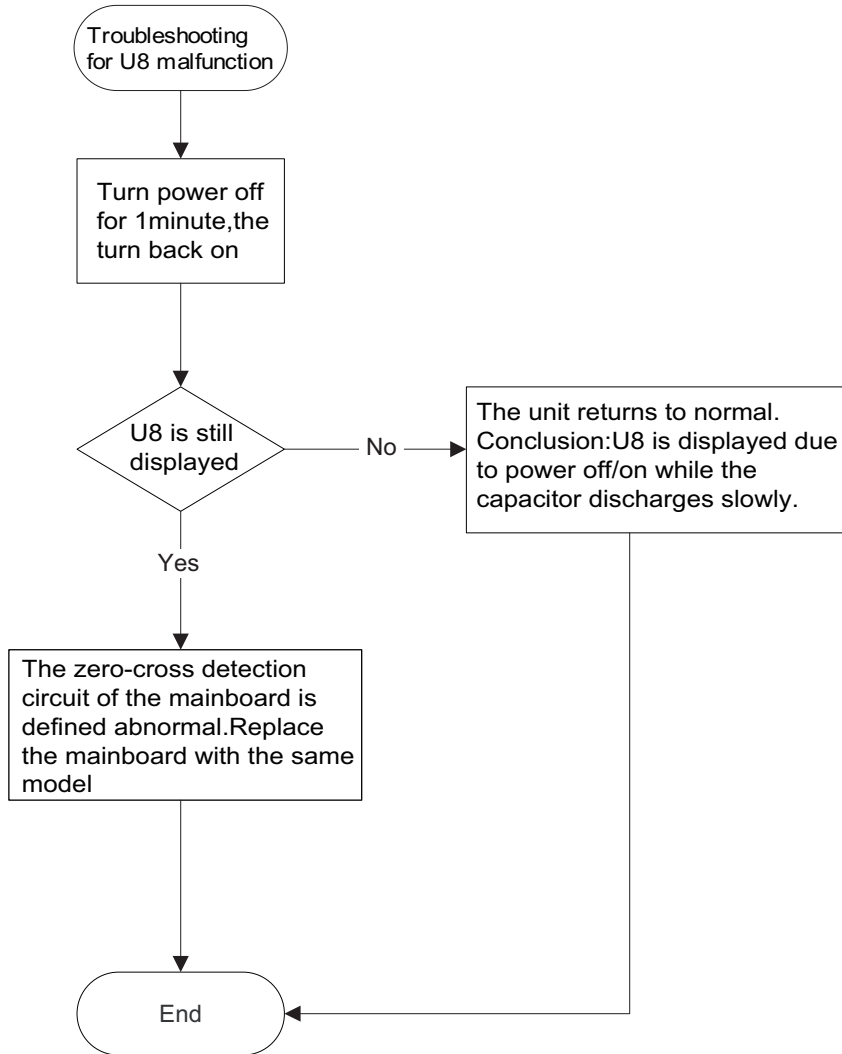 Troubleshooting
for U8 malfunction
Turn power off
for 1minute,the
turn back on
U8 is still
displayed
No
The unit returns to normal.
Conclusion:U8 is displayed due
to power off/on while the
capacitor discharges slowly.
Yes
The zero-cross detection
circuit of the mainboard is
defined abnormal.Replace
the mainboard with the same
model
End